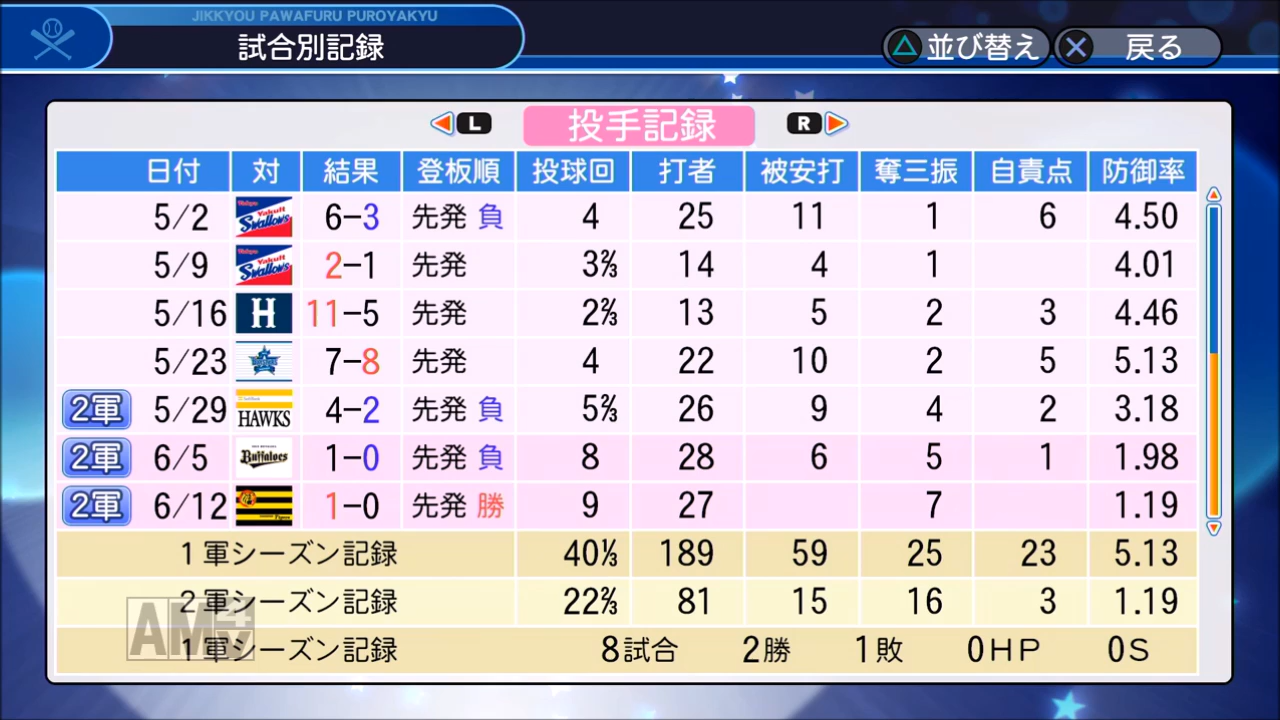 JIKKYOU PAWAFURU PUROYAKYU
試合別記録 並び替え 戻る
L 投手記録 R
日付 対 結果 登板順 投球回 打者 被安打 奪三振 自責点 防御率
5/2 Yakult Swallows 6-3 先発 負 4 25 11 1 6 4.50
5/9 Yakult Swallows 2-1 先発 3⅔ 14 4 1 4.01
5/16 H 11-5 先発 2⅔ 13 5 2 3 4.46
5/23 7-8 先発 4 22 10 2 5 5.13
2軍 5/29 HAWKS 4-2 先発 負 5⅔ 26 9 4 2 3.18
2軍 6/5 Buffaloes 1-0 先発 負 8 28 6 5 1 1.98
2軍 6/12 Tigers 1-0 先発 勝 9 27 7 1.19
1軍シーズン記録 40⅓ 189 59 25 23 5.13
2軍シーズン記録 22⅔ 81 15 16 3 1.19
1軍シーズン記録 8試合 2勝 1敗 0HP 0S